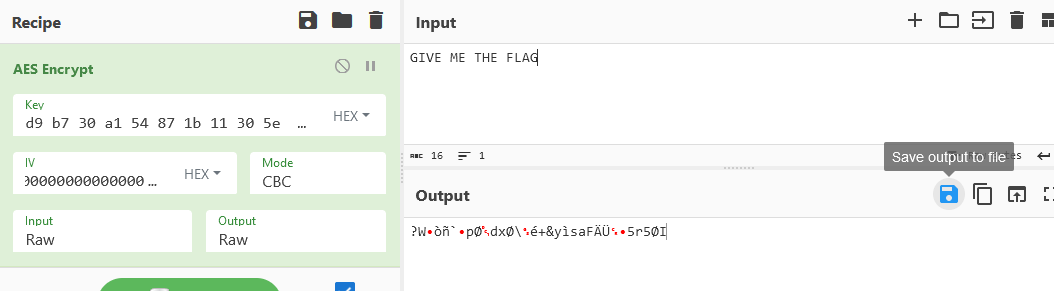 Recipe
AES Encrypt
Key
d9 b7 30 a1 54 87 1b 11 30 5e …
HEX
IV
00000000000000…
HEX
Mode
CBC
Input
Raw
Output
Raw
Input
GIVE ME THE FLAG
ABC 16
1
Save output to file
Output
?W•òñ`•pØ dxØ\ é+&yìsaFÄÜ •5r5ØI